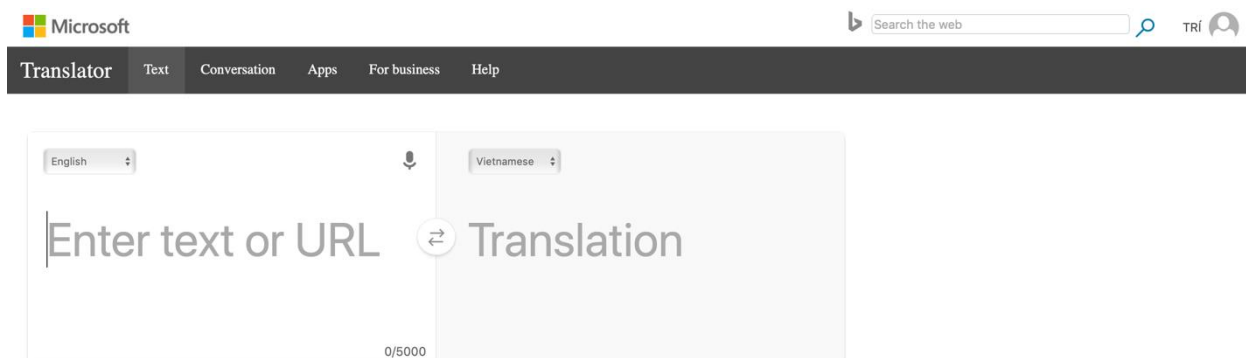 Microsoft
Search the web
TRÍ
Translator Text Conversation Apps For business Help
English
Vietnamese
Enter text or URL
Translation
0/5000